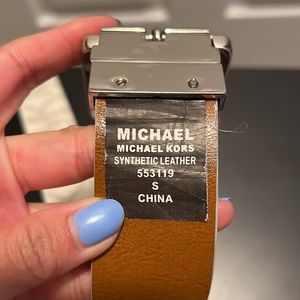 MICHAEL
MICHAEL KORS
SYNTHETIC LEATHER
553119
S
CHINA